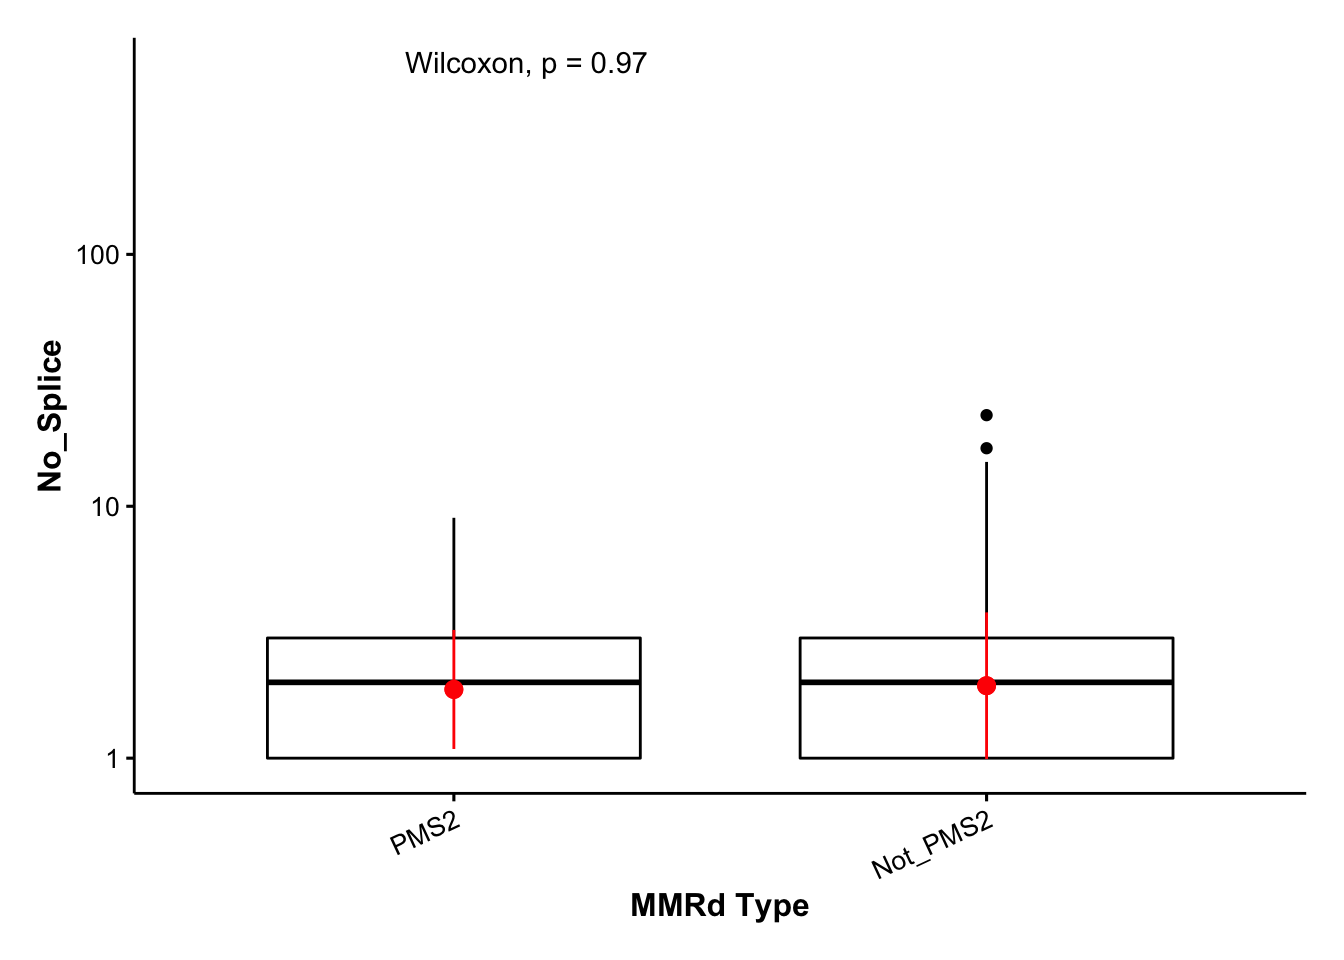 Wilcoxon, p = 0.97
No_Splice
100
10
1
PMS2
Not_PMS2
MMRd Type